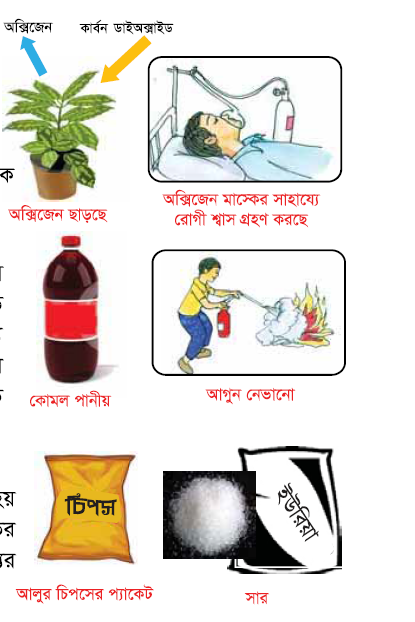 অক্সিজেন
কার্বন ডাইঅক্সাইড
ক
অক্সিজেন ছাড়ছে
অক্সিজেন মাস্কের সাহায্যে
রোগী শ্বাস গ্রহণ করছে
কোমল পানীয়
আগুন নেভানো
চিপস
ইউরিয়া
য়
আলুর চিপসের প্যাকেট
সার